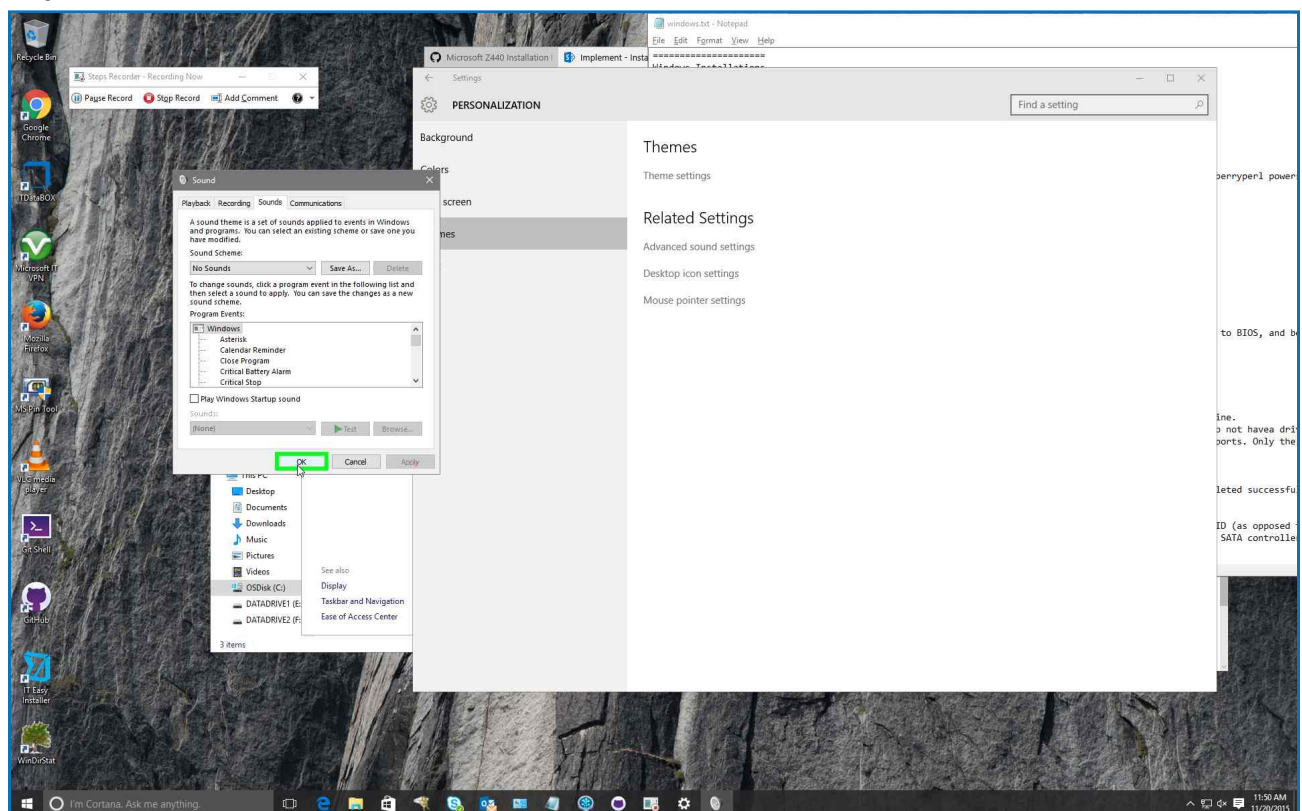 Recycle Bin
Google
Chrome
TDataBOX
Microsoft IT
VPN
Mozilla
Firefox
MS Pin Tool
VLC media
player
Git Shell
GitHub
IT Easy
Installer
WinDirStat
Steps Recorder - Recording Now
Pause Record Stop Record Add Comment
Microsoft Z440 Installation Implement - Insta
windows.txt - Notepad
File Edit Format View Help
=====================
Windows Installations
Settings
PERSONALIZATION
Find a setting
Background
Colors
screen
mes
Themes
Theme settings
Related Settings
Advanced sound settings
Desktop icon settings
Mouse pointer settings
Sound
Playback Recording Sounds Communications
A sound theme is a set of sounds applied to events in Windows
and programs. You can select an existing scheme or save one you
have modified.
Sound Scheme:
No Sounds Save As... Delete
To change sounds, click a program event in the following list and
then select a sound to apply. You can save the changes as a new
sound scheme.
Program Events:
Windows
Asterisk
Calendar Reminder
Close Program
Critical Battery Alarm
Critical Stop
Play Windows Startup sound
Sounds:
(None) Test Browse...
OK Cancel Apply
This PC
Desktop
Documents
Downloads
Music
Pictures
Videos
OSDisk (C:)
DATADRIVE1 (E:
DATADRIVE2 (F:
3 items
See also
Display
Taskbar and Navigation
Ease of Access Center
perryperl power
to BIOS, and b
ine.
o not havea dri
ports. Only the
leted successfu
ID (as opposed
SATA controlle
I'm Cortana. Ask me anything.
11:50 AM
11/20/2015